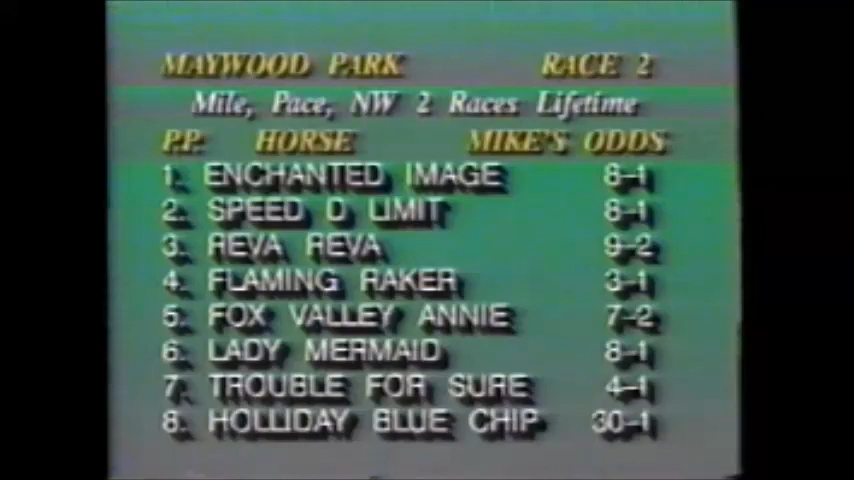 MAYWOOD PARK RACE 2
Mile, Pace, NW 2 Races Lifetime
P.P. HORSE MIKE'S ODDS
1. ENCHANTED IMAGE 8-1
2. SPEED D LIMIT 8-1
3. REVA REVA 9-2
4. FLAMING RAKER 3-1
5. FOX VALLEY ANNIE 7-2
6. LADY MERMAID 8-1
7. TROUBLE FOR SURE 4-1
8. HOLLIDAY BLUE CHIP 30-1